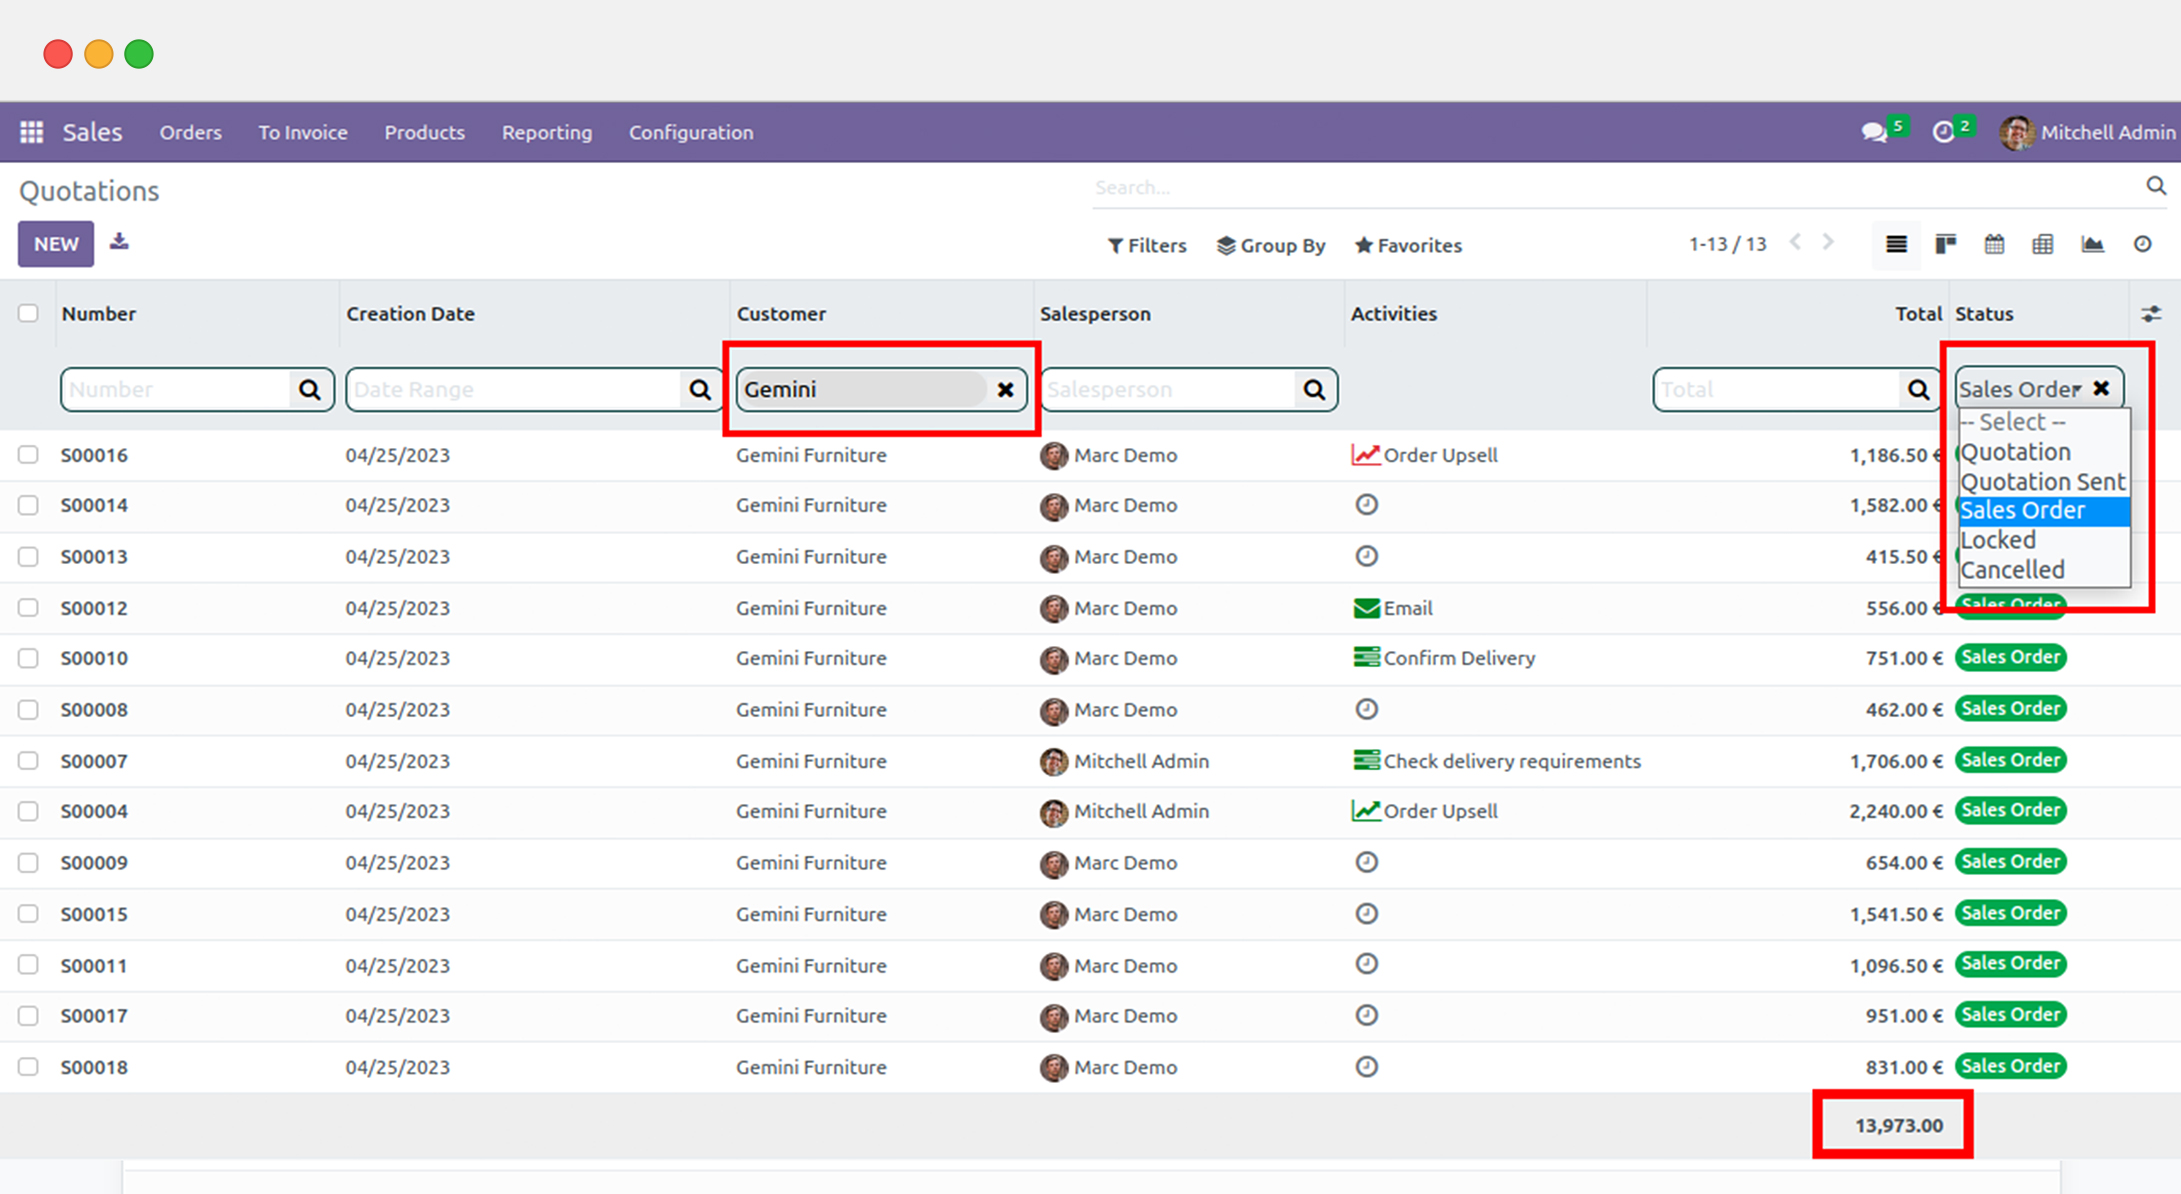 Sales Orders To Invoice Products Reporting Configuration 5 2 Mitchell Admin
Quotations Search...
NEW Filters Group By Favorites 1-13 / 13
Number Creation Date Customer Salesperson Activities Total Status
Number Date Range Gemini Salesperson Total Sales Order
-- Select --
Quotation
Quotation Sent
Sales Order
Locked
Cancelled
S00016 04/25/2023 Gemini Furniture Marc Demo Order Upsell 1,186.50 €
S00014 04/25/2023 Gemini Furniture Marc Demo 1,582.00 €
S00013 04/25/2023 Gemini Furniture Marc Demo 415.50 €
S00012 04/25/2023 Gemini Furniture Marc Demo Email 556.00 € Sales Order
S00010 04/25/2023 Gemini Furniture Marc Demo Confirm Delivery 751.00 € Sales Order
S00008 04/25/2023 Gemini Furniture Marc Demo 462.00 € Sales Order
S00007 04/25/2023 Gemini Furniture Mitchell Admin Check delivery requirements 1,706.00 € Sales Order
S00004 04/25/2023 Gemini Furniture Mitchell Admin Order Upsell 2,240.00 € Sales Order
S00009 04/25/2023 Gemini Furniture Marc Demo 654.00 € Sales Order
S00015 04/25/2023 Gemini Furniture Marc Demo 1,541.50 € Sales Order
S00011 04/25/2023 Gemini Furniture Marc Demo 1,096.50 € Sales Order
S00017 04/25/2023 Gemini Furniture Marc Demo 951.00 € Sales Order
S00018 04/25/2023 Gemini Furniture Marc Demo 831.00 € Sales Order
13,973.00